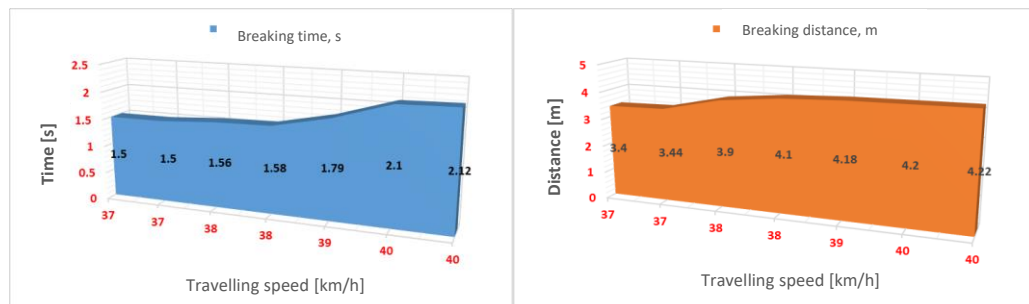 Breaking time, s
2.5
2
1.5
1
0.5
0
Time [s]
1.5 1.5 1.56 1.58 1.79 2.1 2.12
37 37 38 38 39 40 40
Travelling speed [km/h]
Breaking distance, m
5
4
3
2
1
0
Distance [m]
3.4 3.44 3.9 4.1 4.18 4.2 4.22
37 37 38 38 39 40 40
Travelling speed [km/h]